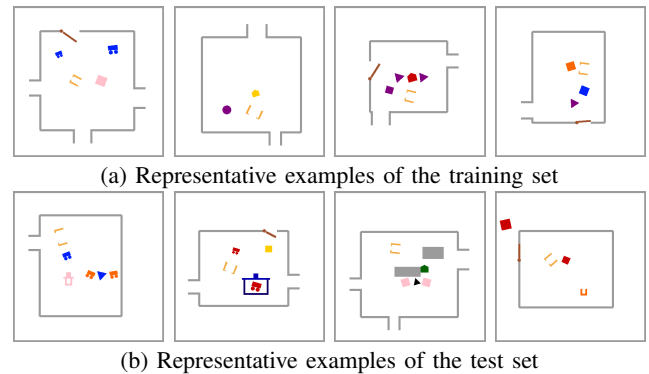 (a) Representative examples of the training set
(b) Representative examples of the test set